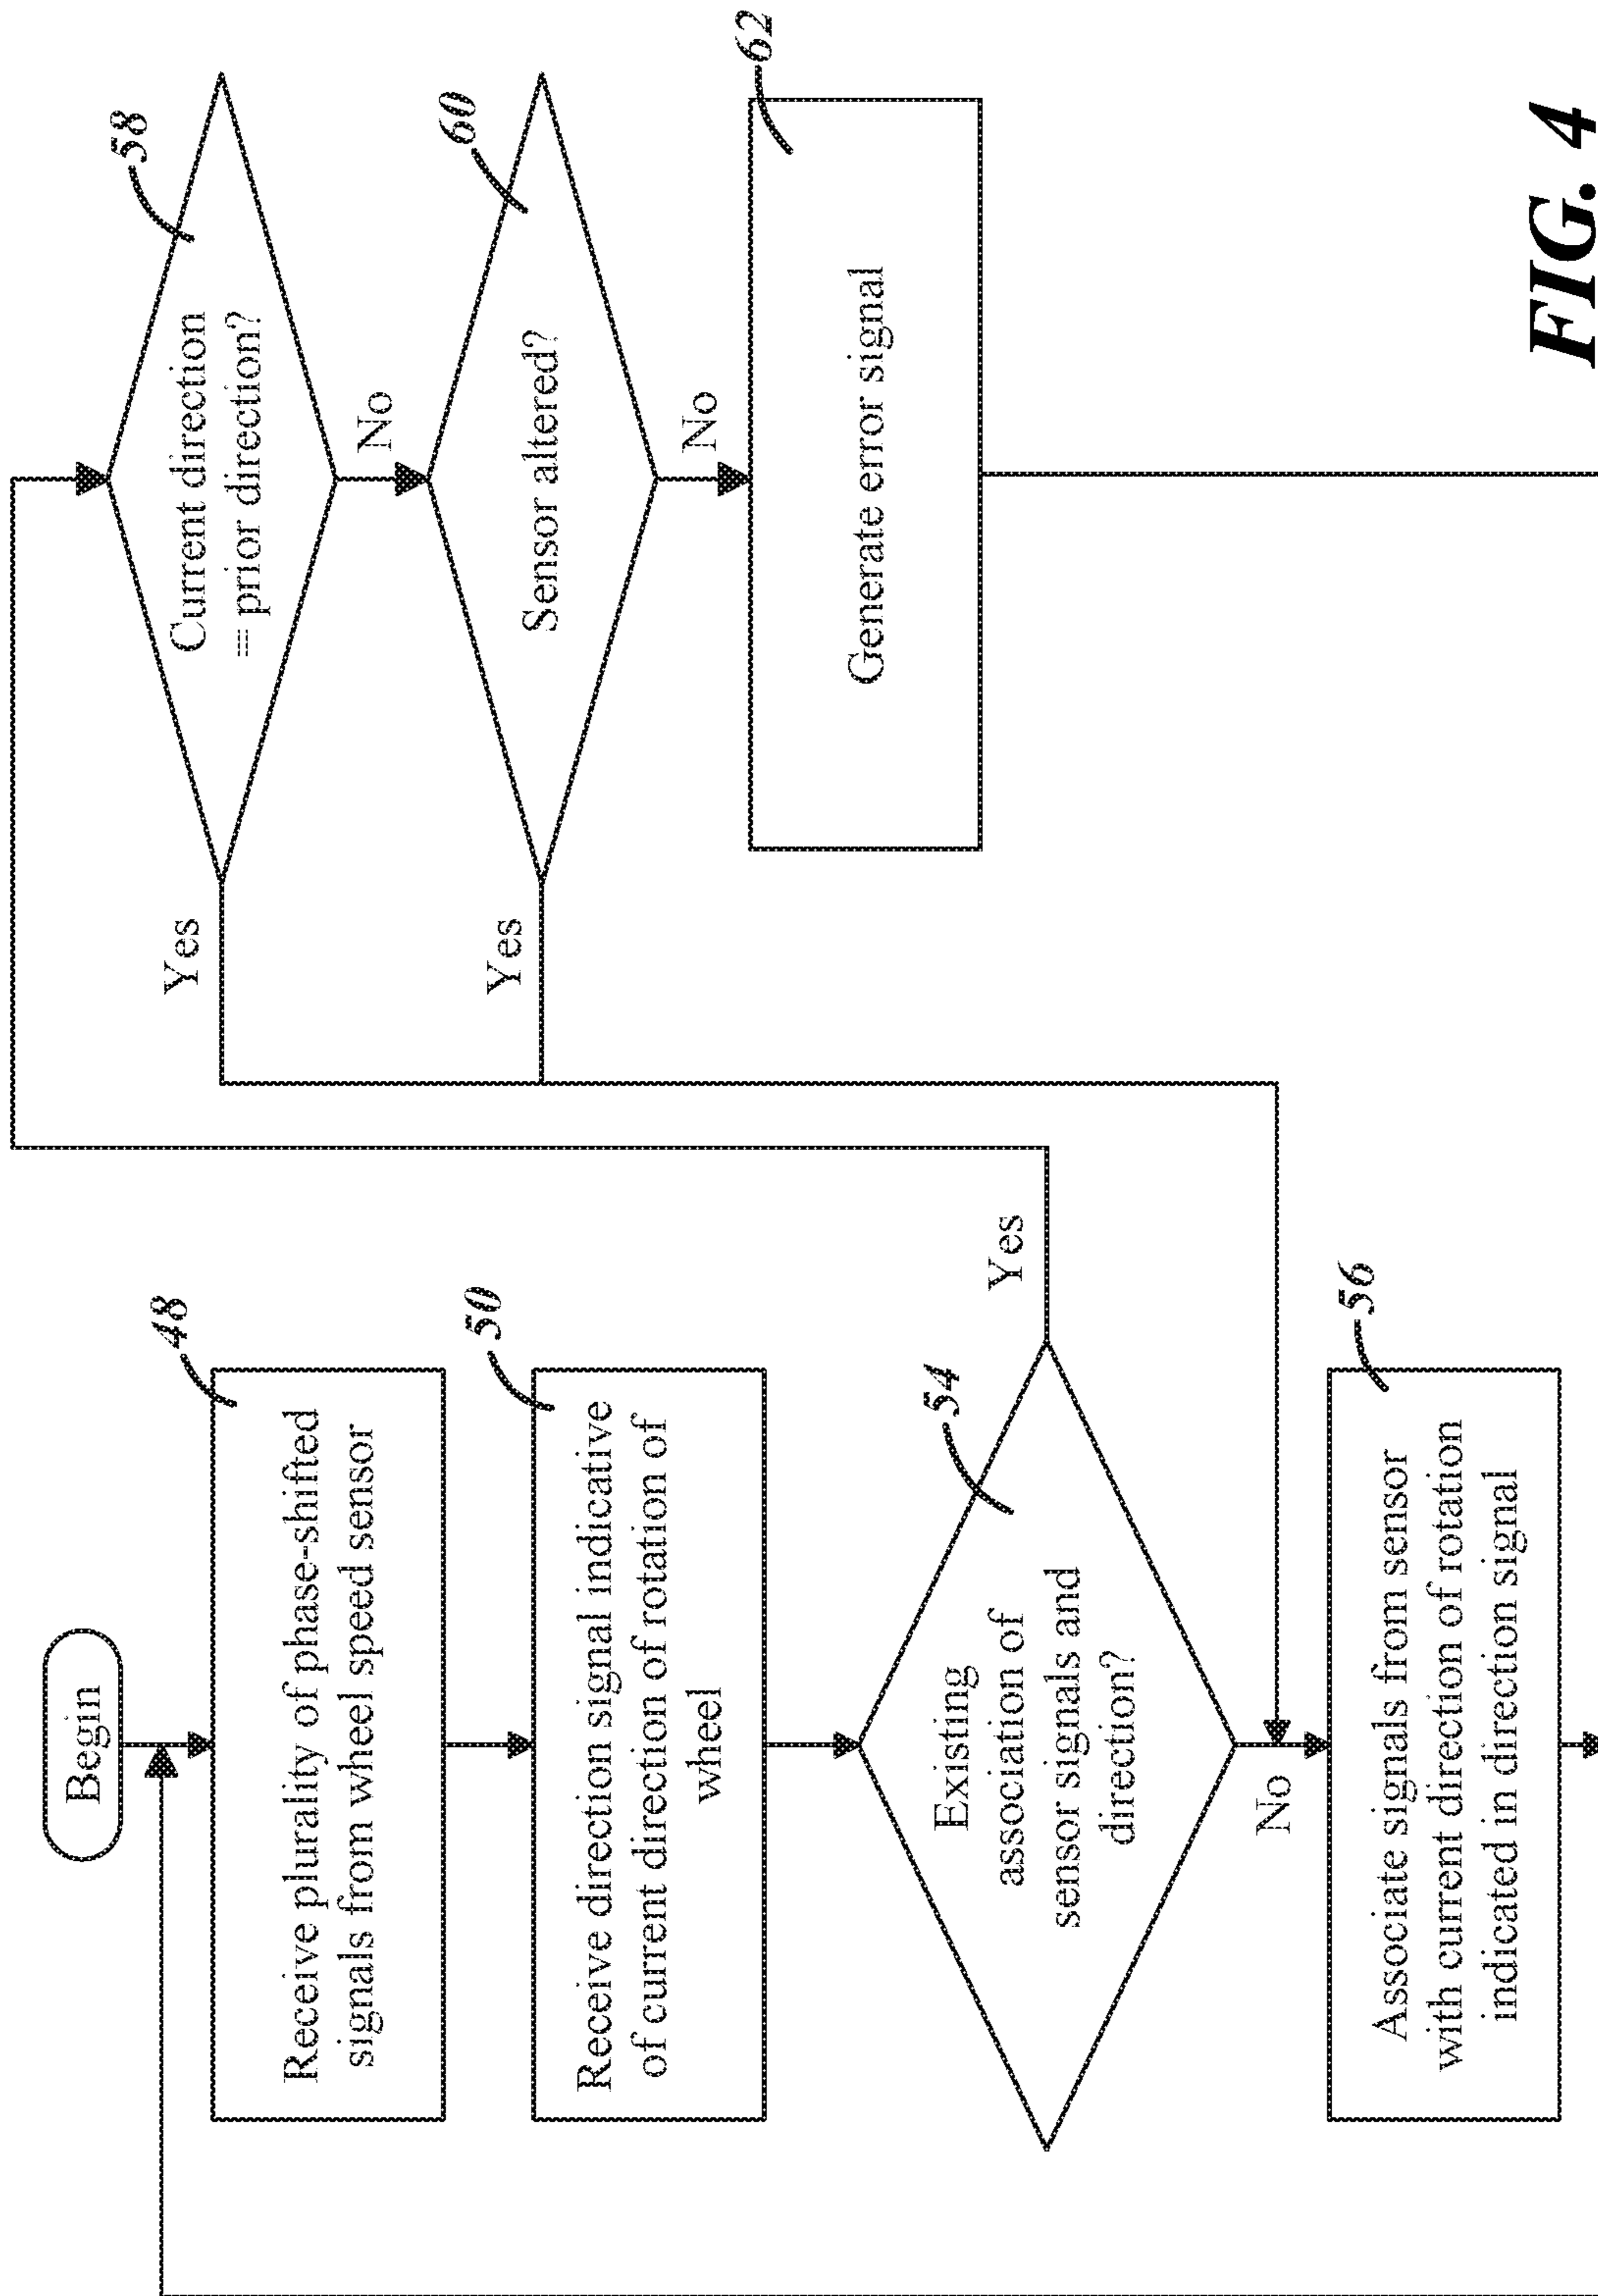 Begin
48
Receive plurality of phase-shifted
signals from wheel speed sensor
50
Receive direction signal indicative
of current direction of rotation of
wheel
54
Existing
association of
sensor signals and
direction?
Yes
No
56
Associate signals from sensor
with current direction of rotation
indicated in direction signal
58
Current direction
= prior direction?
Yes
No
60
Sensor altered?
Yes
No
62
Generate error signal
FIG. 4